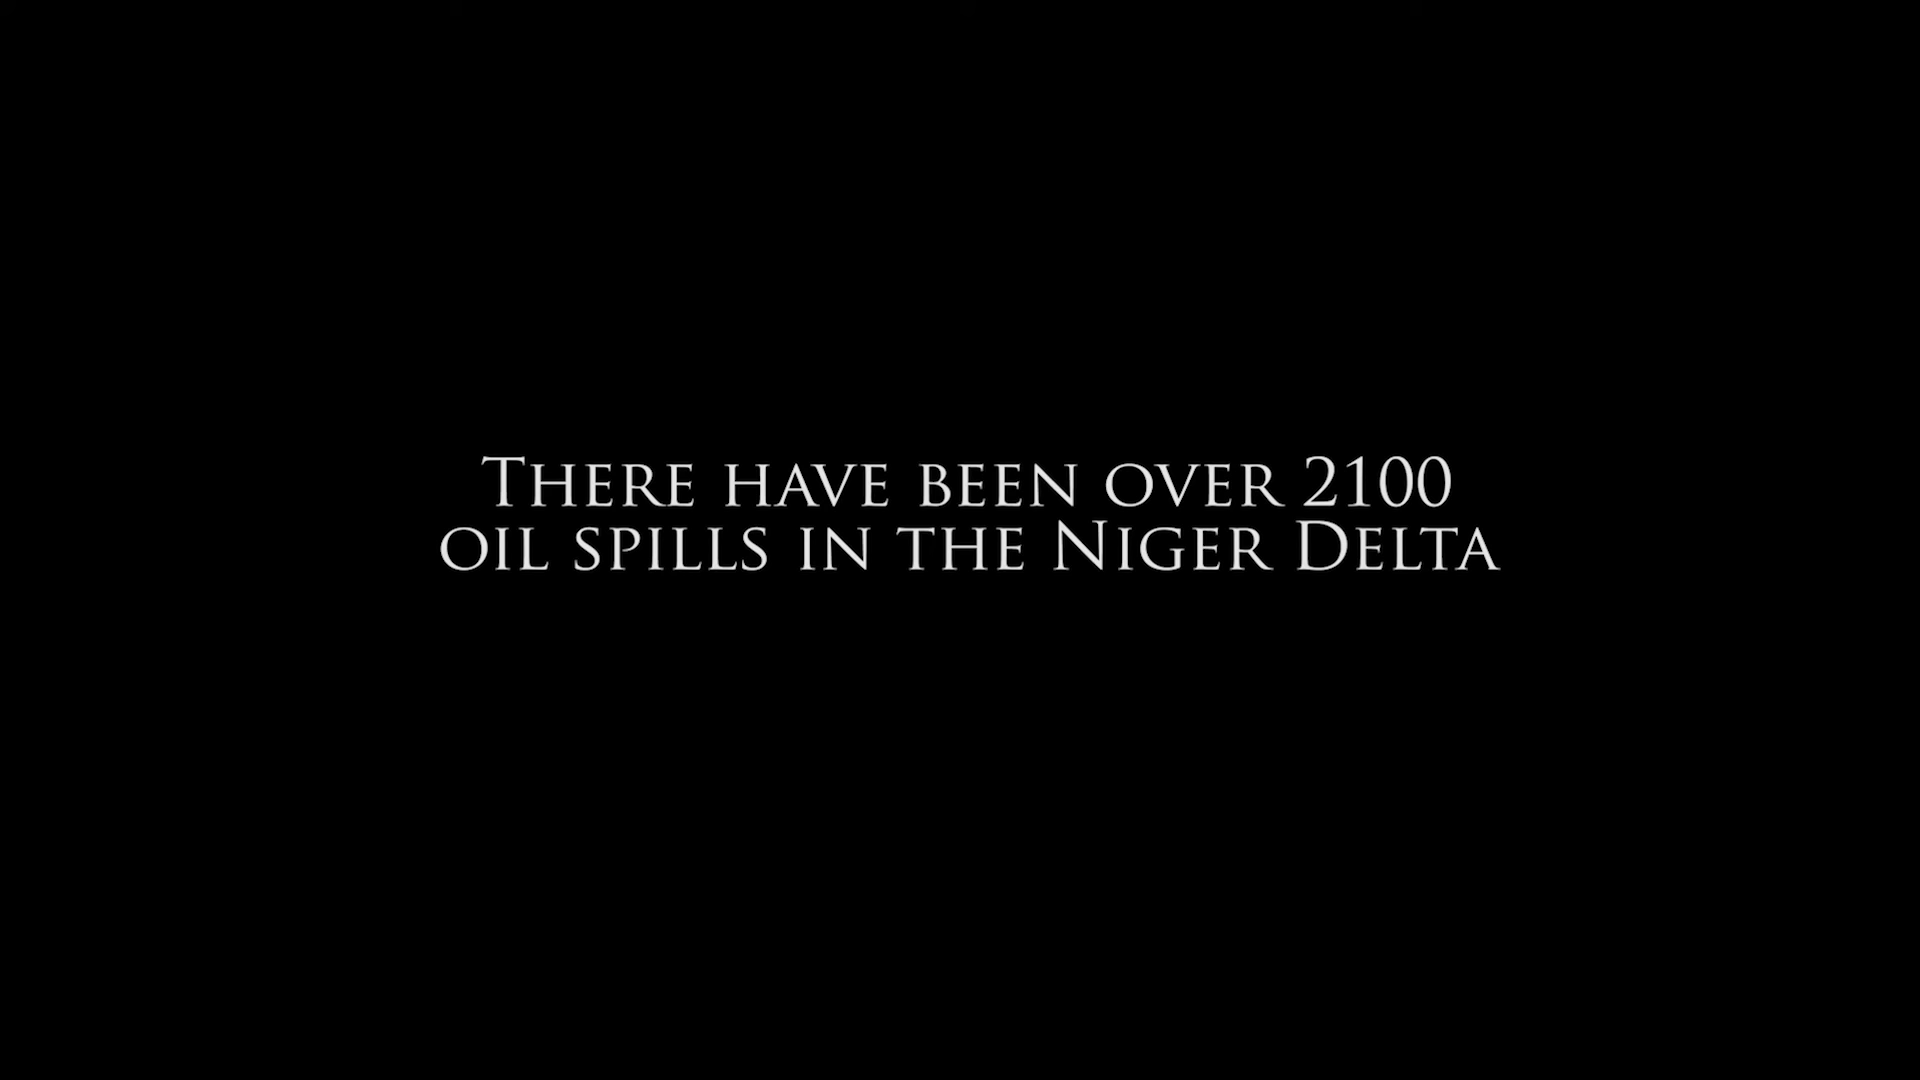 There have been over 2100
oil spills in the Niger Delta